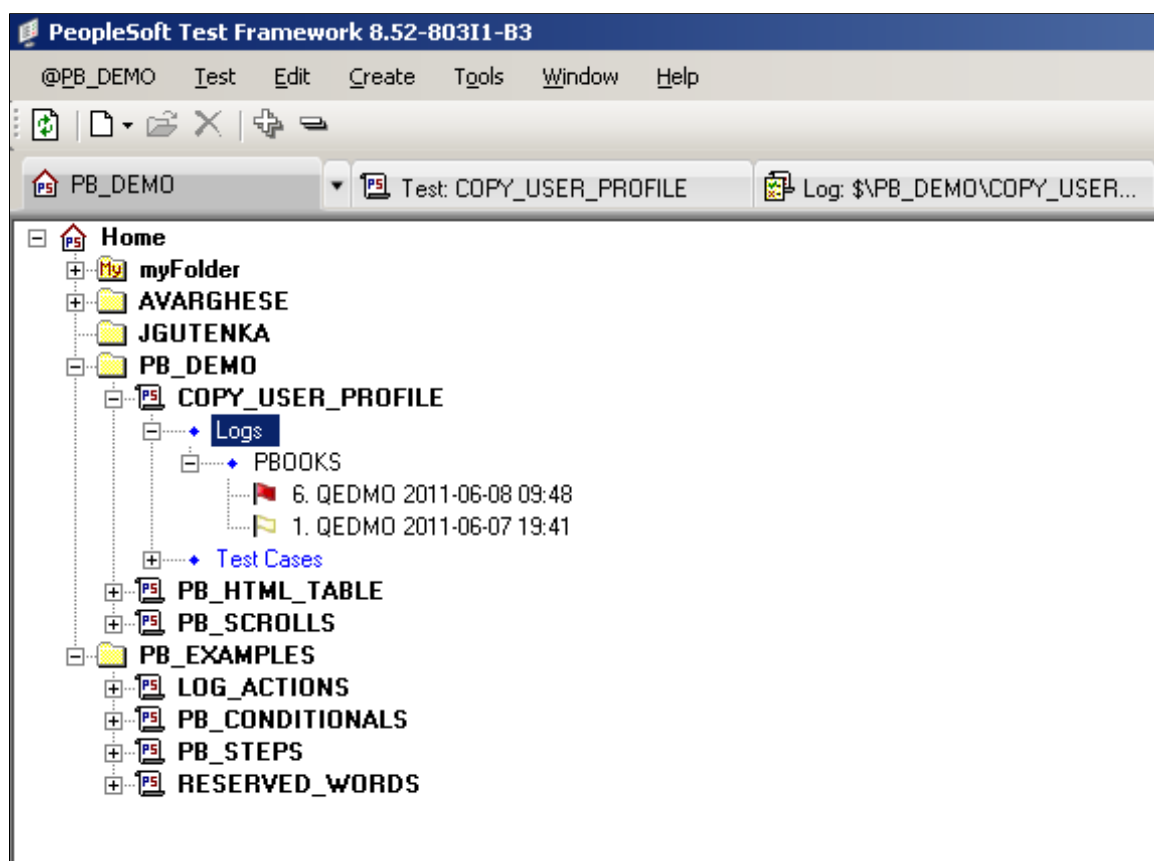 PeopleSoft Test Framework 8.52-803I1-B3
@PB_DEMO Test Edit Create Tools Window Help
PB_DEMO Test: COPY_USER_PROFILE Log: $\PB_DEMO\COPY_USER...
Home
myFolder
AVARGHESE
JGUTENKA
PB_DEMO
COPY_USER_PROFILE
Logs
PBOOKS
6. QEDMO 2011-06-08 09:48
1. QEDMO 2011-06-07 19:41
Test Cases
PB_HTML_TABLE
PB_SCROLLS
PB_EXAMPLES
LOG_ACTIONS
PB_CONDITIONALS
PB_STEPS
RESERVED_WORDS